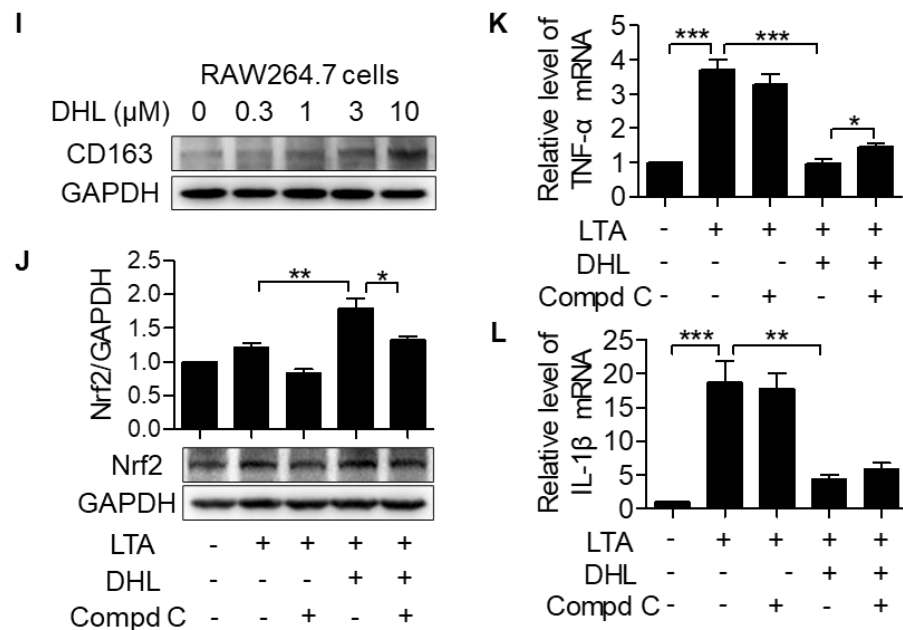 I
RAW264.7 cells
DHL (μM) 0 0.3 1 3 10
CD163
GAPDH
J
Nrf2/GAPDH
2.5
2.0
1.5
1.0
0.5
0.0
** *
Nrf2
GAPDH
LTA - + + + +
DHL - - - + +
Compd C - - + - +
K
Relative level of
TNF-α mRNA
5
4
3
2
1
0
*** ***
*
LTA - + + + +
DHL - - - + +
Compd C - - + - +
L
Relative level of
IL-1β mRNA
25
20
15
10
5
0
*** **
LTA - + + + +
DHL - - - + +
Compd C - - + - +